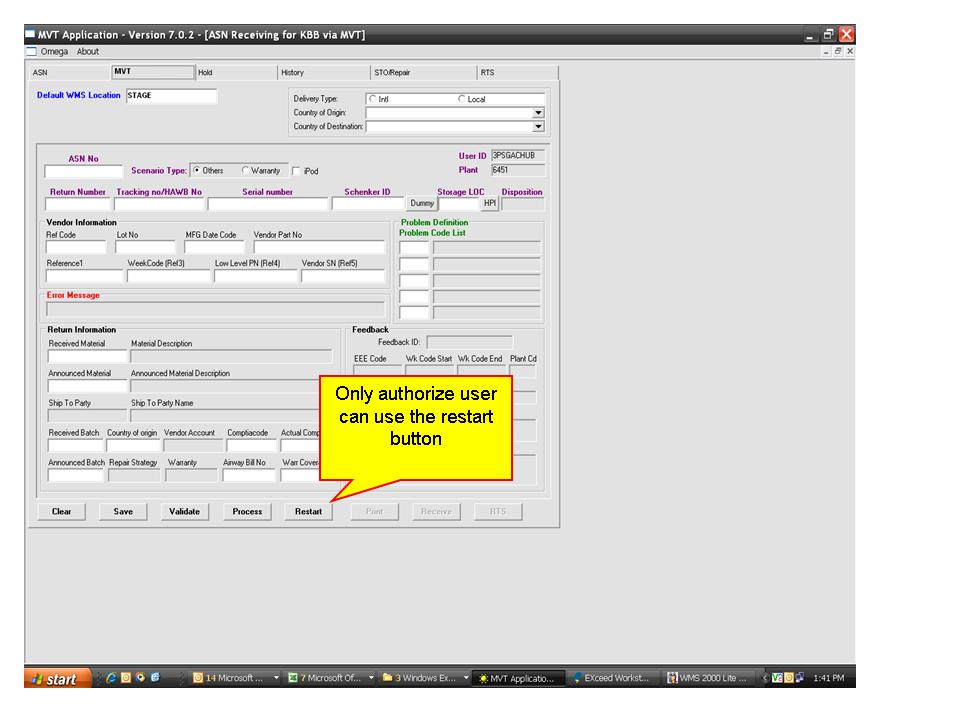 MVT Application - Version 7.0.2 - [ASN Receiving for KBB via MVT]
Omega About
ASN MVT Hold History STO/Repair RTS
Default WMS Location STAGE
Delivery Type: Intl Local
Country of Origin:
Country of Destination:
ASN No
Scenario Type: Others Warranty iPod
User ID 3PSGACHUB
Plant 6451
Return Number Tracking no/HAWB No Serial number Schenker ID Storage LOC Disposition
Dummy HPI
Vendor Information
Ref Code Lot No MFG Date Code Vendor Part No
Reference1 WeekCode (Ref3) Low Level PN (Ref4) Vendor SN (Ref5)
Problem Definition
Problem Code List
Error Message
Return Information
Received Material Material Description
Announced Material Announced Material Description
Ship To Party Ship To Party Name
Received Batch Country of origin Vendor Account Comptiacode Actual Comp
Announced Batch Repair Strategy Warranty Airway Bill No Warr Cover
Feedback
Feedback ID:
EEE Code Wk Code Start Wk Code End Plant Cd
Only authorize user
can use the restart
button
Clear Save Validate Process Restart Print Receive RTS
start 14 Microsoft ... 7 Microsoft Of... 3 Windows Ex... MVT Applicatio... EXceed Workst... WMS 2000 Lite ... 1:41 PM